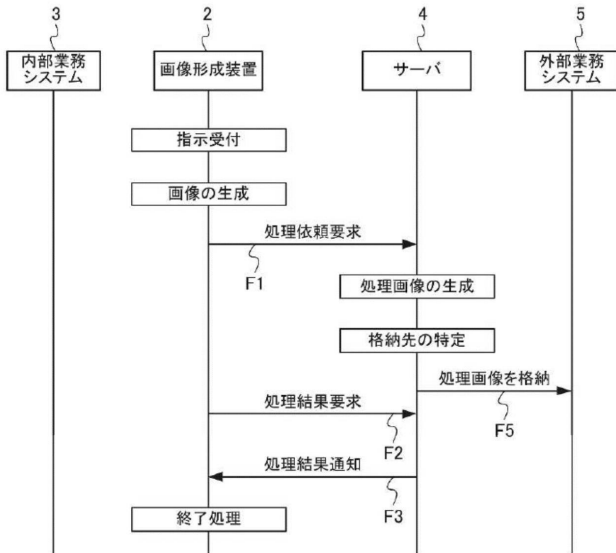 3
2
4
5
内部業務
システム
画像形成装置
サーバ
外部業務
システム
指示受付
画像の生成
処理依頼要求
F1
処理画像の生成
格納先の特定
処理画像を格納
F5
処理結果要求
F2
処理結果通知
F3
終了処理